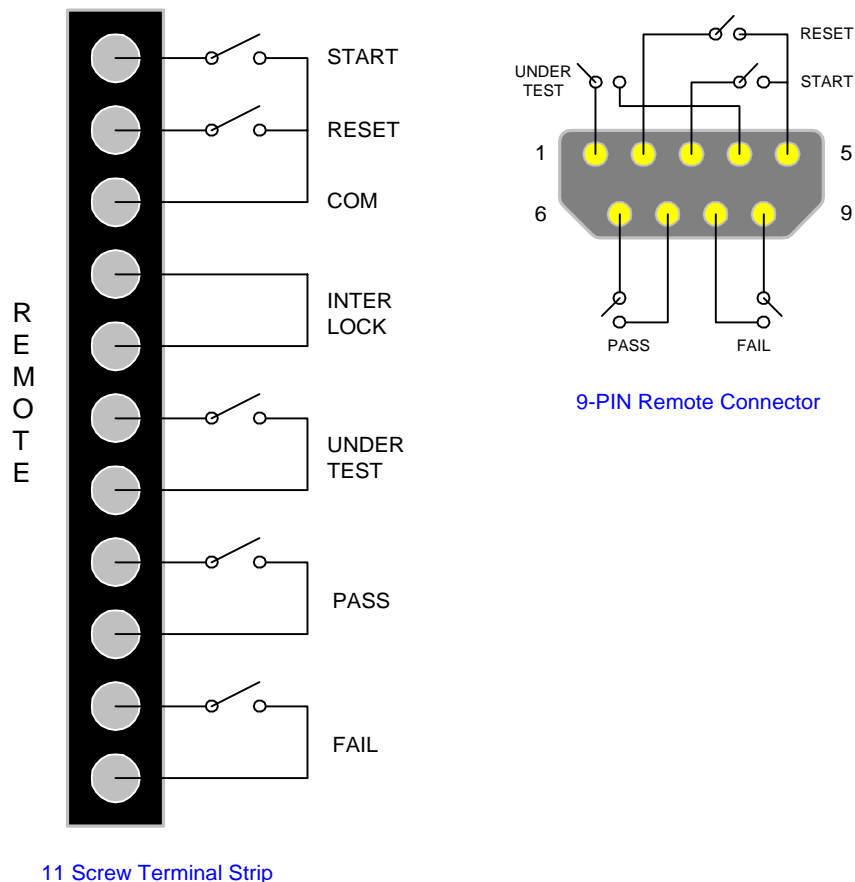 REMOTE
START
RESET
COM
INTER
LOCK
UNDER
TEST
PASS
FAIL
11 Screw Terminal Strip
RESET
START
UNDER
TEST
1
5
6
9
PASS
FAIL
9-PIN Remote Connector